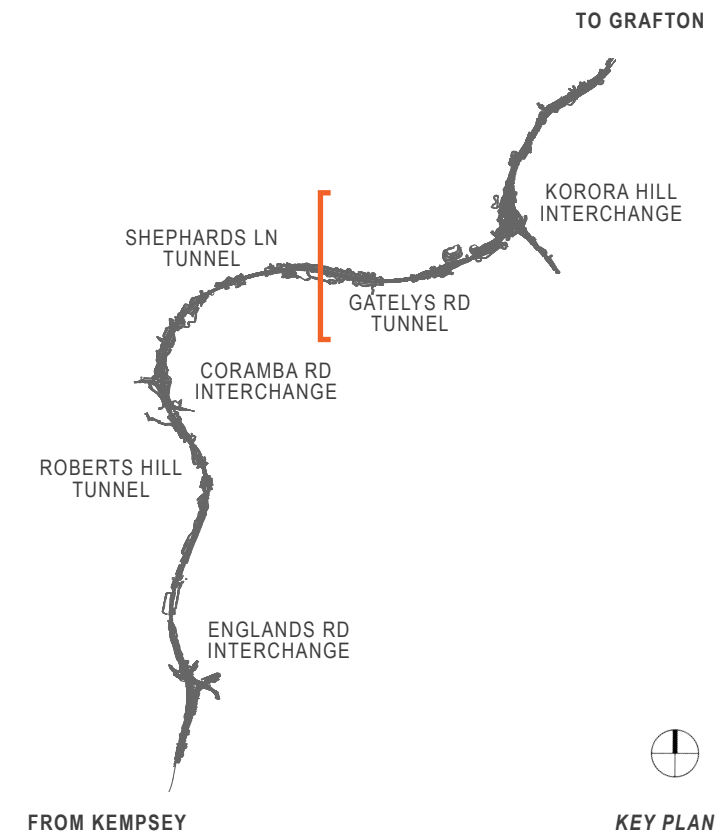 TO GRAFTON
KORORA HILL
INTERCHANGE
SHEPHARDS LN
TUNNEL
GATELYS RD
TUNNEL
CORAMBA RD
INTERCHANGE
ROBERTS HILL
TUNNEL
ENGLANDS RD
INTERCHANGE
FROM KEMPSEY
KEY PLAN